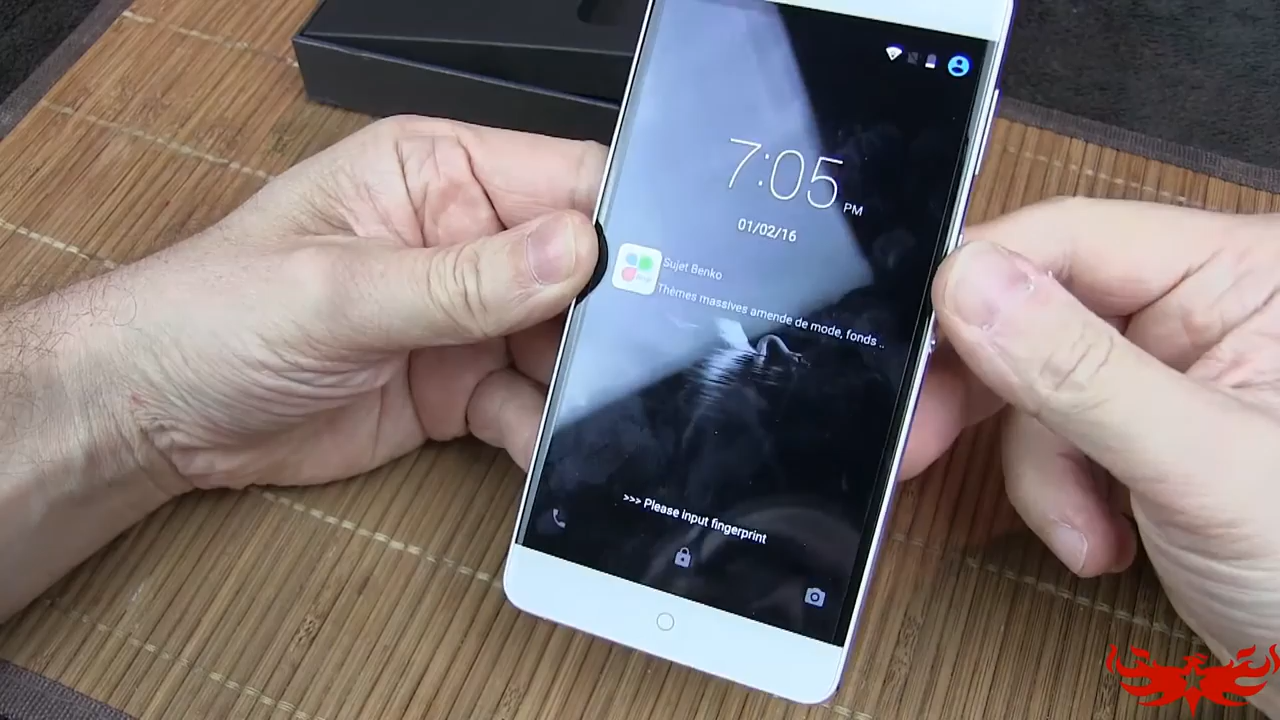 7:05 PM
01/02/16
Sujet Benko
Thèmes massives amende de mode, fonds ..
>>> Please input fingerprint